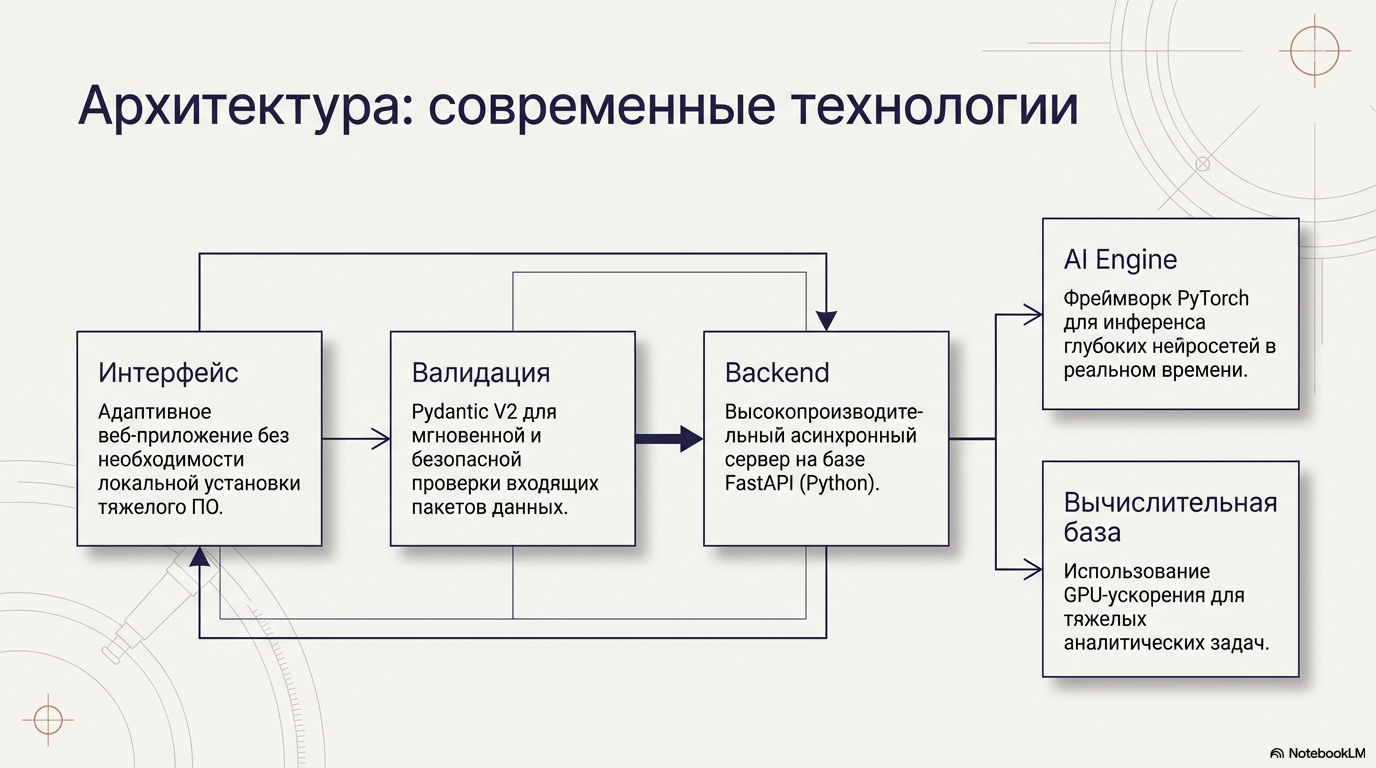 Архитектура: современные технологии
Интерфейс
Адаптивное
веб-приложение без
необходимости
локальной установки
тяжелого ПО.
Валидация
Pydantic V2 для
мгновенной и
безопасной
проверки входящих
пакетов данных.
Backend
Высокопроизводите-
льный асинхронный
сервер на базе
FastAPI (Python).
AI Engine
Фреймворк PyTorch
для инференса
глубоких нейросетей в
реальном времени.
Вычислительная
база
Использование
GPU-ускорения для
тяжелых
аналитических задач.
NotebookLM